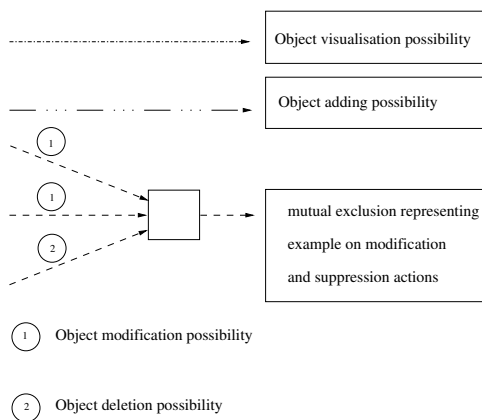 Object visualisation possibility
Object adding possibility
1
1
2
mutual exclusion representing
example on modification
and suppression actions
1 Object modification possibility
2 Object deletion possibility